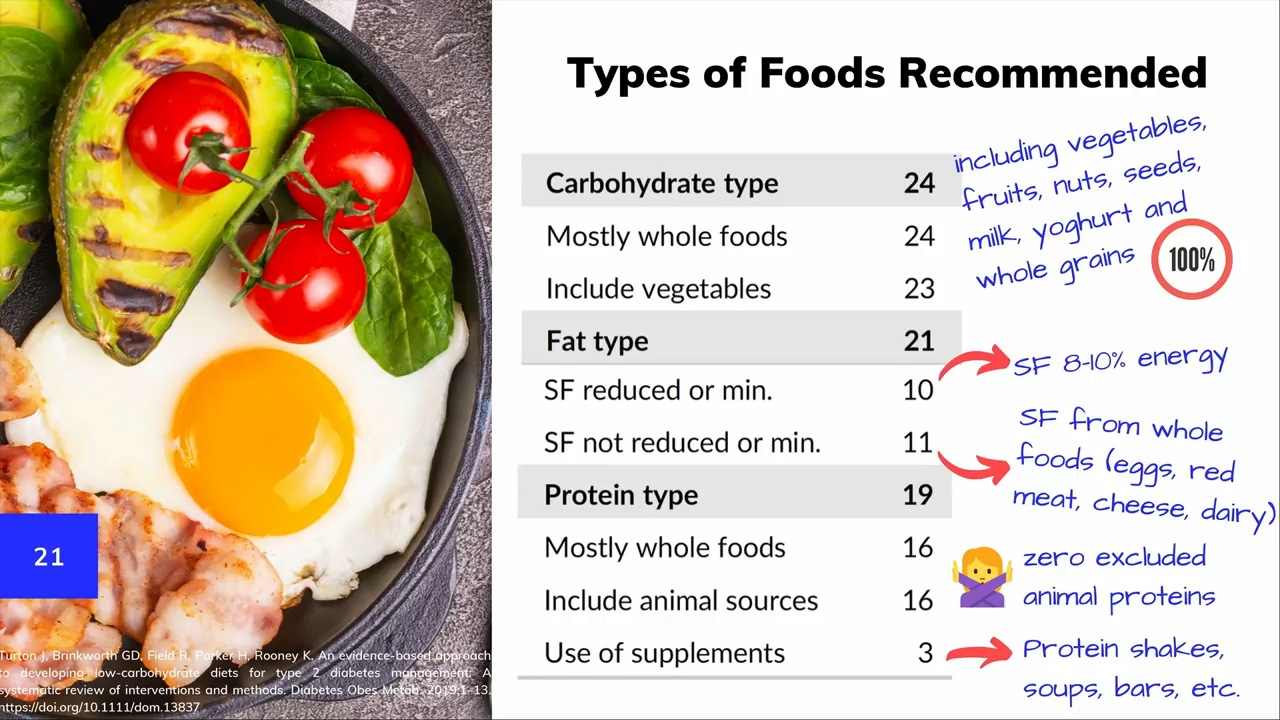 Types of Foods Recommended
Carbohydrate type 24
Mostly whole foods 24
Include vegetables 23
Fat type 21
SF reduced or min. 10
SF not reduced or min. 11
Protein type 19
Mostly whole foods 16
Include animal sources 16
Use of supplements 3
including vegetables,
fruits, nuts, seeds,
milk, yoghurt and
whole grains
100%
SF 8-10% energy
SF from whole
foods (eggs, red
meat, cheese, dairy)
zero excluded
animal proteins
Protein shakes,
soups, bars, etc.
21
Turton J, Brinkworth GD, Field R, Parker H, Rooney K. An evidence-based approach
to developing low-carbohydrate diets for type 2 diabetes management: A
systematic review of interventions and methods. Diabetes Obes Metab. 2019;1–13.
https://doi.org/10.1111/dom.13837